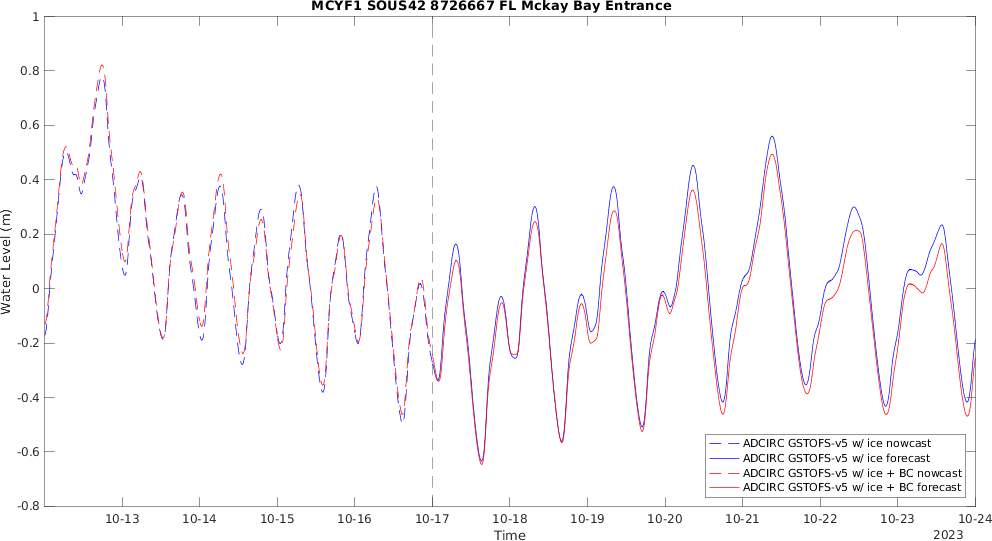 MCYF1 SOUS42 8726667 FL Mckay Bay Entrance
Water Level (m)
1
0.8
0.6
0.4
0.2
0
-0.2
-0.4
-0.6
-0.8
ADCIRC GSTOFS-v5 w/ ice nowcast
ADCIRC GSTOFS-v5 w/ ice forecast
ADCIRC GSTOFS-v5 w/ ice + BC nowcast
ADCIRC GSTOFS-v5 w/ ice + BC forecast
10-13 10-14 10-15 10-16 10-17 10-18 10-19 10-20 10-21 10-22 10-23 10-24
Time
2023